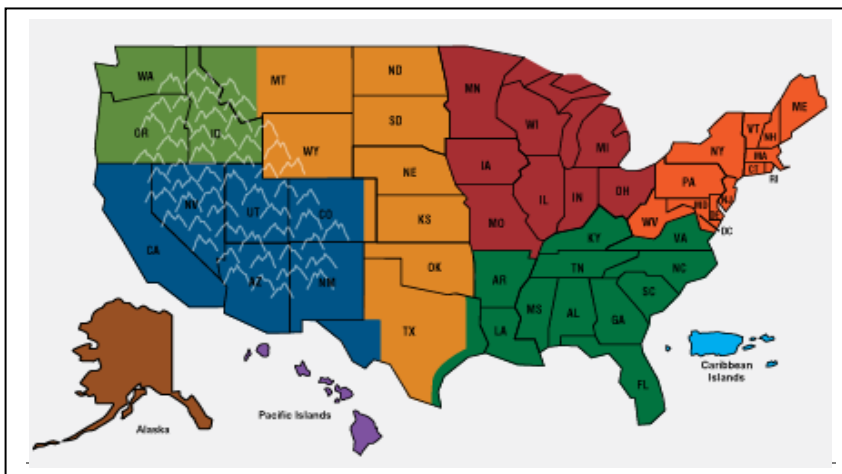 WA
MT
ND
MN
OR
ID
SD
WI
WY
MI
VT
NH
ME
NY
MA
CT
RI
IA
NE
PA
NJ
NV
UT
CO
IL
IN
OH
MD
DE
KS
MO
WV
DC
CA
KY
VA
AZ
NM
OK
AR
TN
NC
SC
TX
LA
MS
AL
GA
FL
Caribbean
Islands
Pacific Islands
Alaska